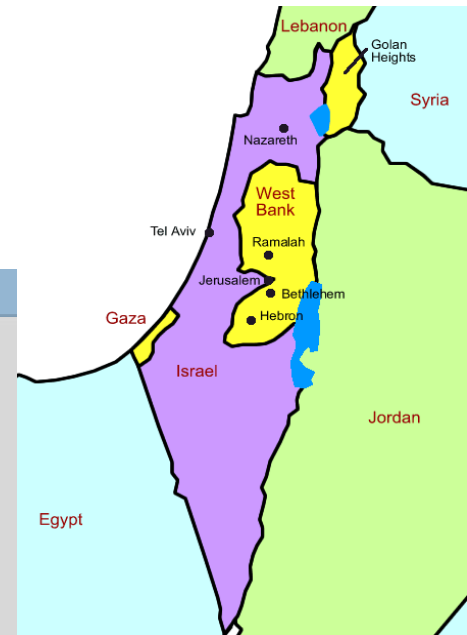 Lebanon
Golan
Heights
Syria
Nazareth
West
Bank
Tel Aviv
Ramalah
Jerusalem
Bethlehem
Gaza
Hebron
Israel
Jordan
Egypt